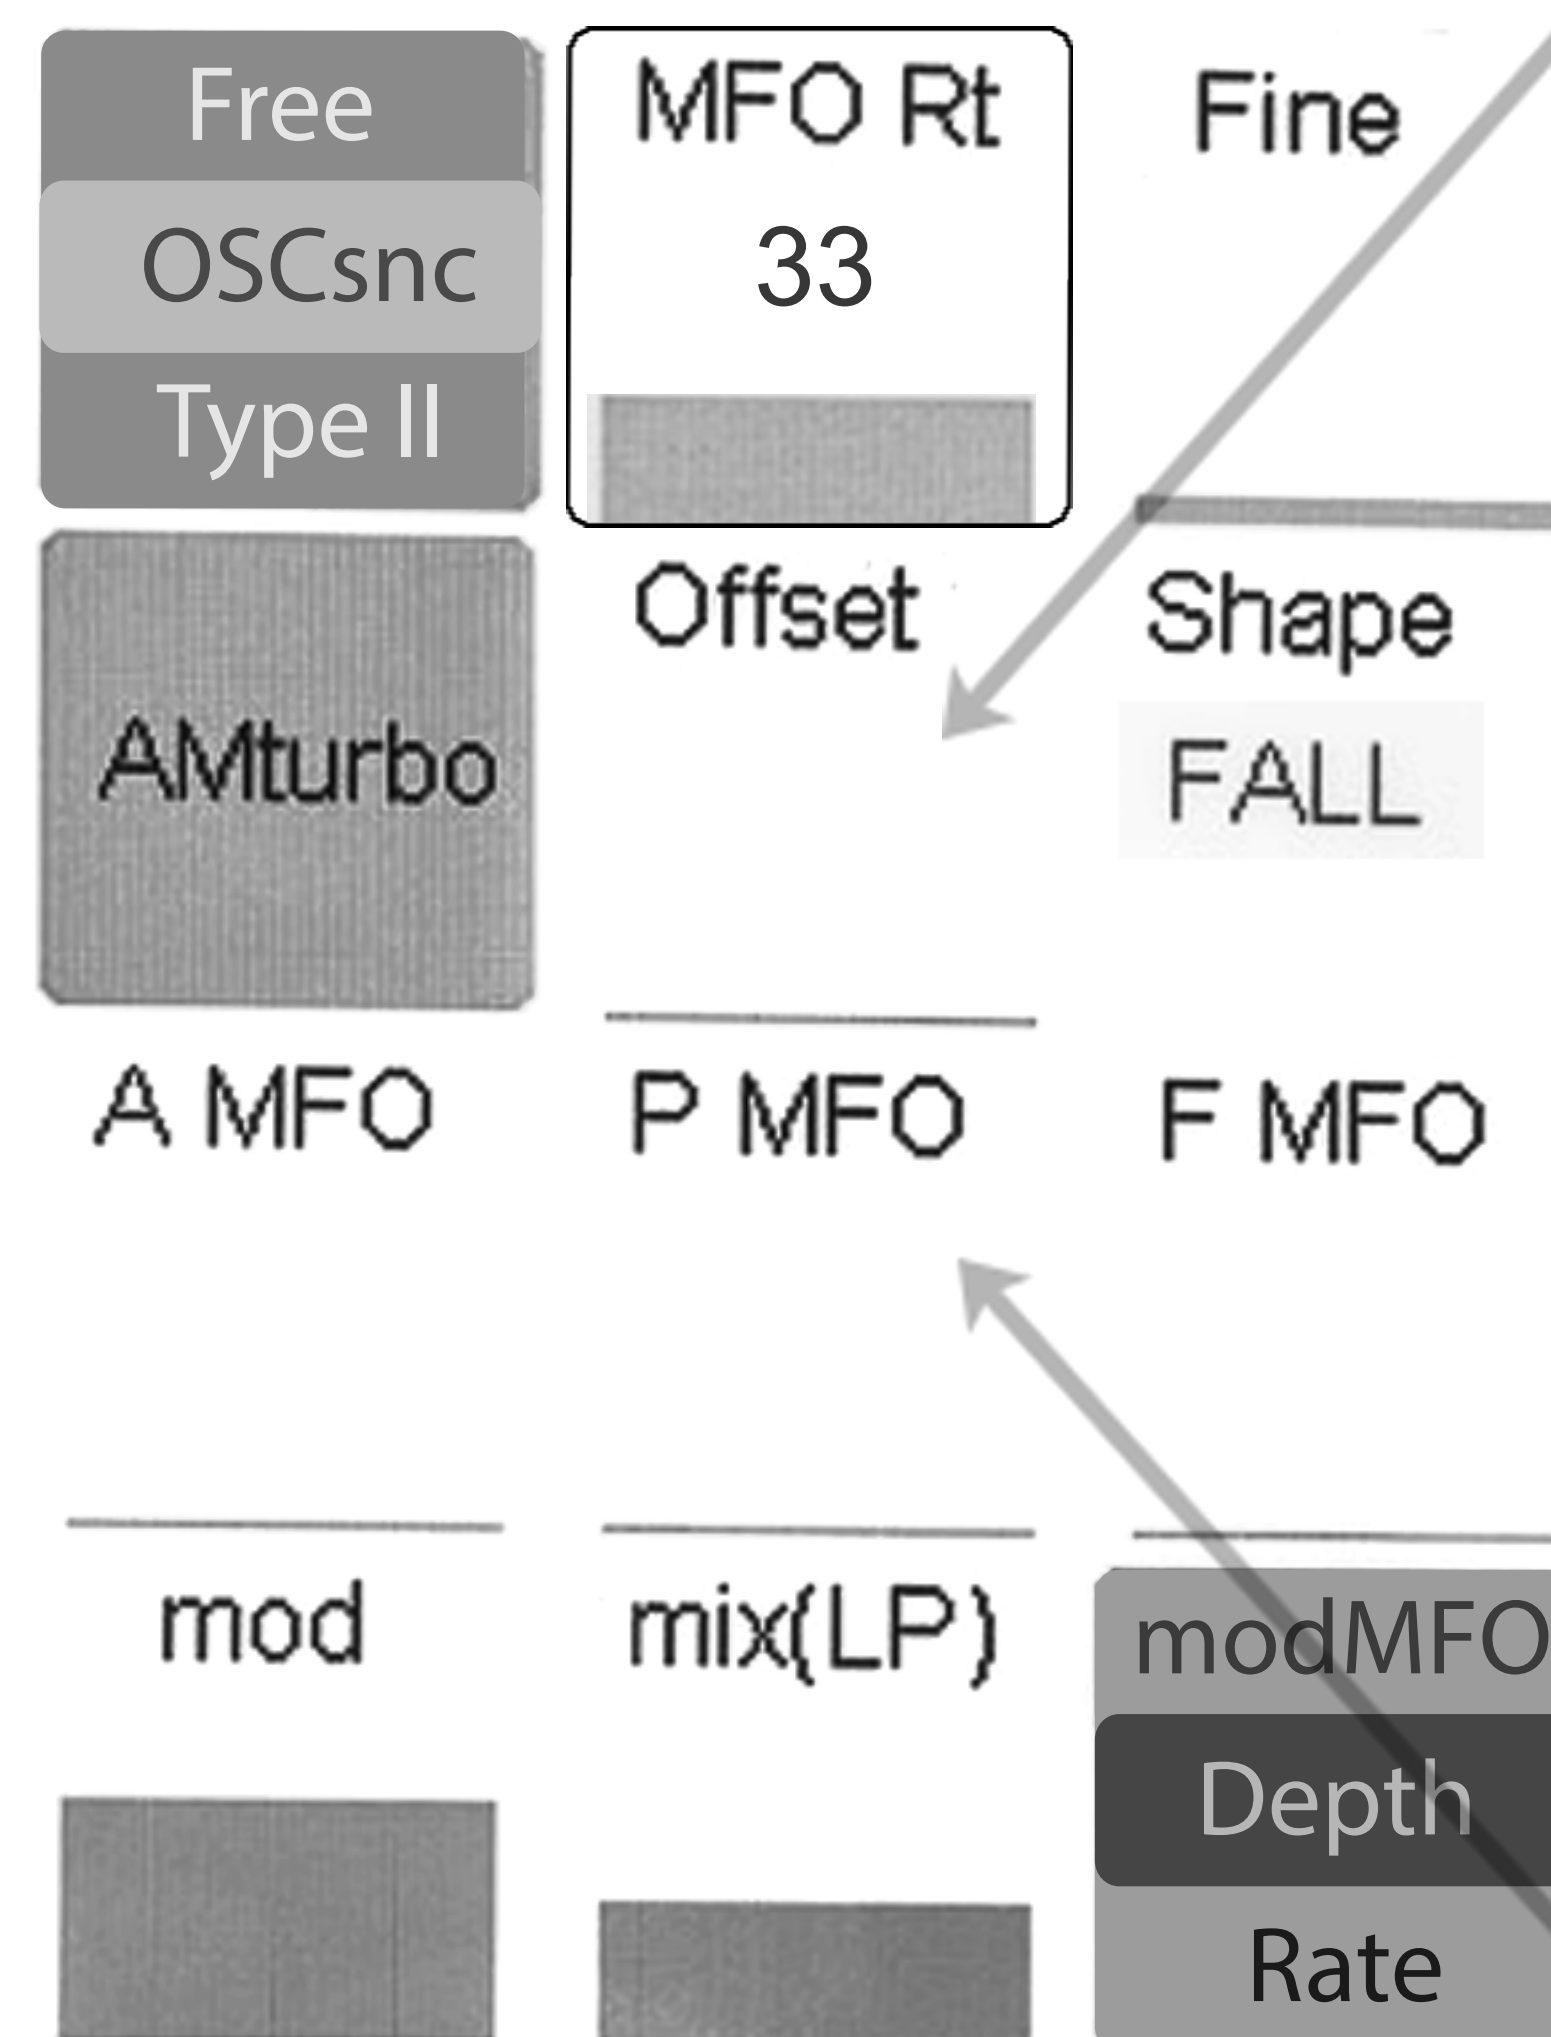 Free
OSCsnc
Type II
MFO Rt
33
Fine
AMturbo
Offset
Shape
FALL
A MFO
P MFO
F MFO
mod
mix(LP)
modMFO
Depth
Rate